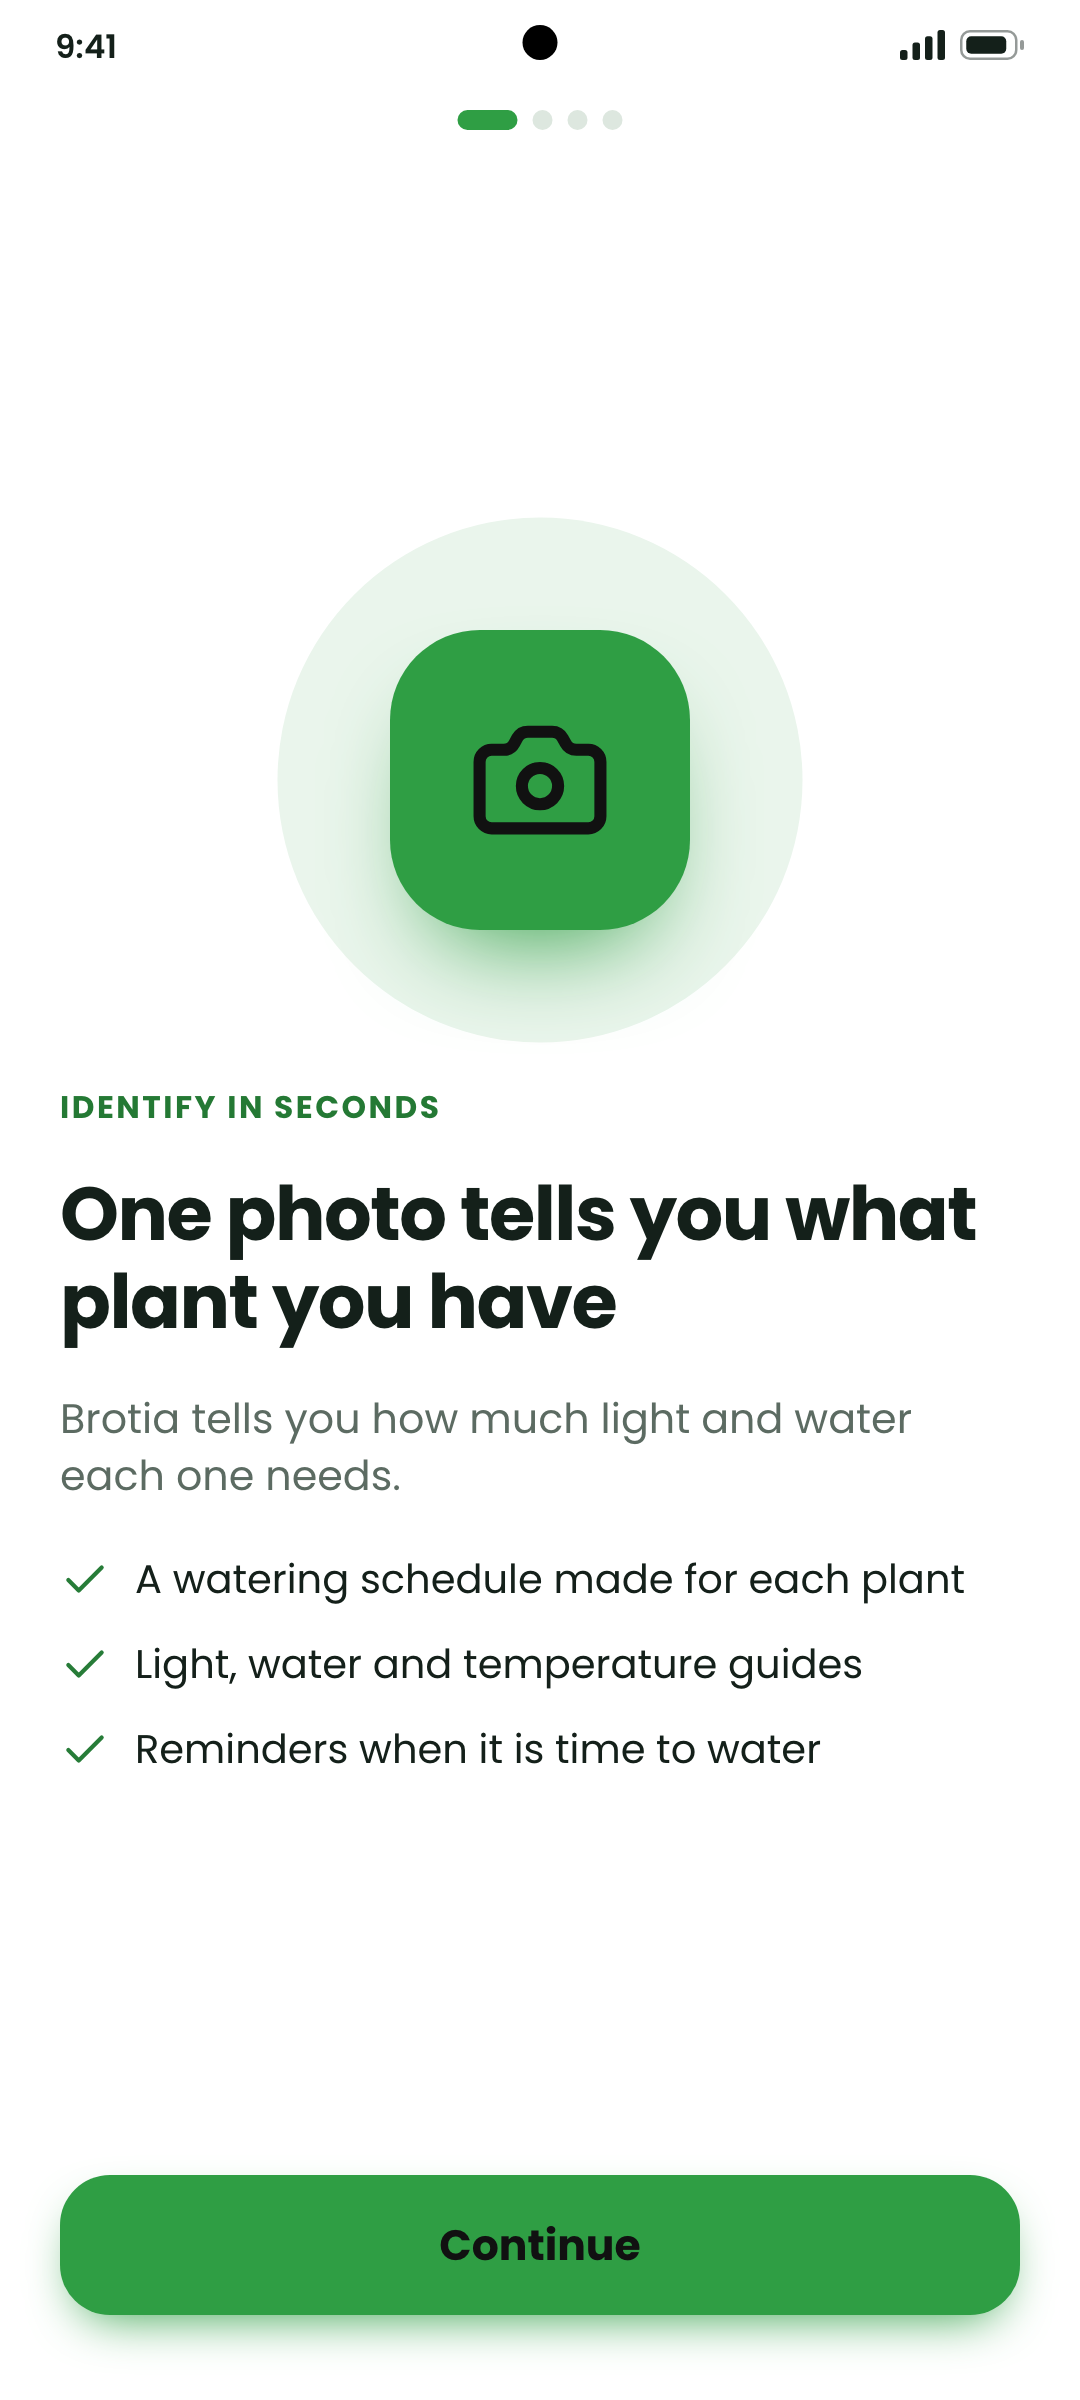 9:41
IDENTIFY IN SECONDS
One photo tells you what
plant you have
Brotia tells you how much light and water
each one needs.
A watering schedule made for each plant
Light, water and temperature guides
Reminders when it is time to water
Continue